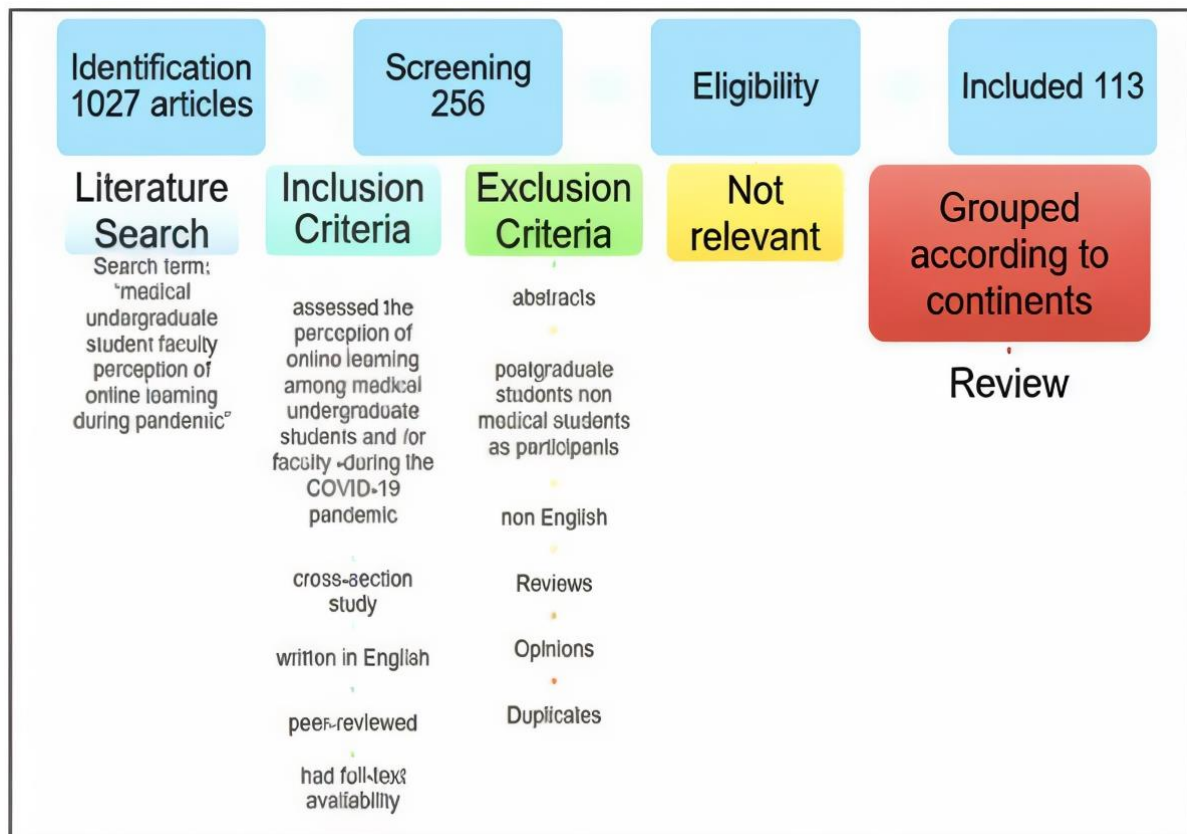 Identification
1027 articles
Screening
256
Eligibility
Included 113
Literature
Search
Search term:
"medical
undergraduate
student faculty
perception of
online learning
during pandemic"
Inclusion
Criteria
assessed the
perception of
online learning
among medical
undergraduate
students and /or
faculty -during the
COVID-19
pandemic
cross-section
study
written in English
peer-reviewed
had full-text
availability
Exclusion
Criteria
abstracts
postgraduate
students non
medical students
as participants
non English
Reviews
Opinions
Duplicates
Not
relevant
Grouped
according to
continents
Review